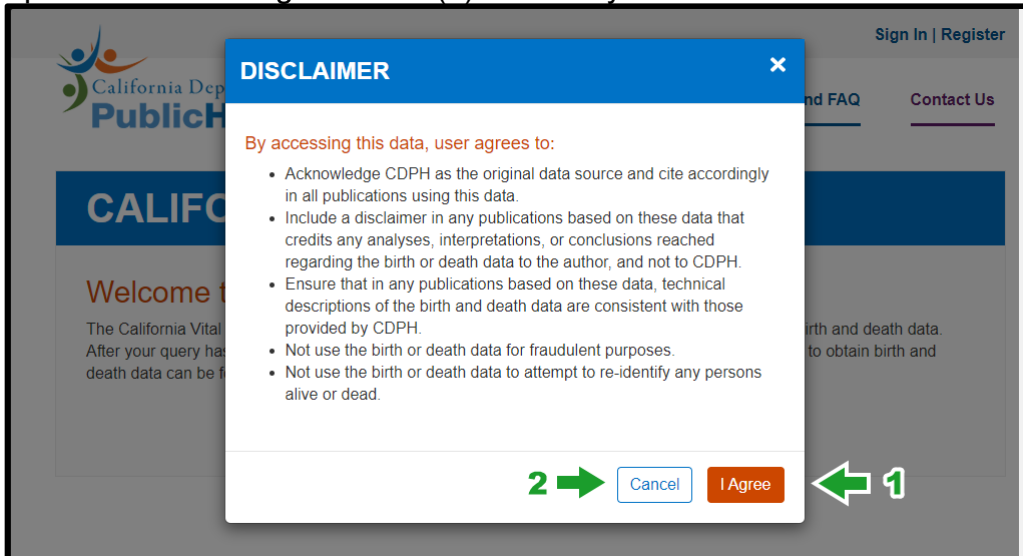 Sign In | Register
California Dep
PublicH
nd FAQ
Contact Us
DISCLAIMER ×
By accessing this data, user agrees to:
• Acknowledge CDPH as the original data source and cite accordingly
in all publications using this data.
• Include a disclaimer in any publications based on these data that
credits any analyses, interpretations, or conclusions reached
regarding the birth or death data to the author, and not to CDPH.
• Ensure that in any publications based on these data, technical
descriptions of the birth and death data are consistent with those
provided by CDPH.
• Not use the birth or death data for fraudulent purposes.
• Not use the birth or death data to attempt to re-identify any persons
alive or dead.
2 Cancel I Agree 1
CALIFO
Welcome t
The California Vital
irth and death data.
After your query has
to obtain birth and
death data can be f